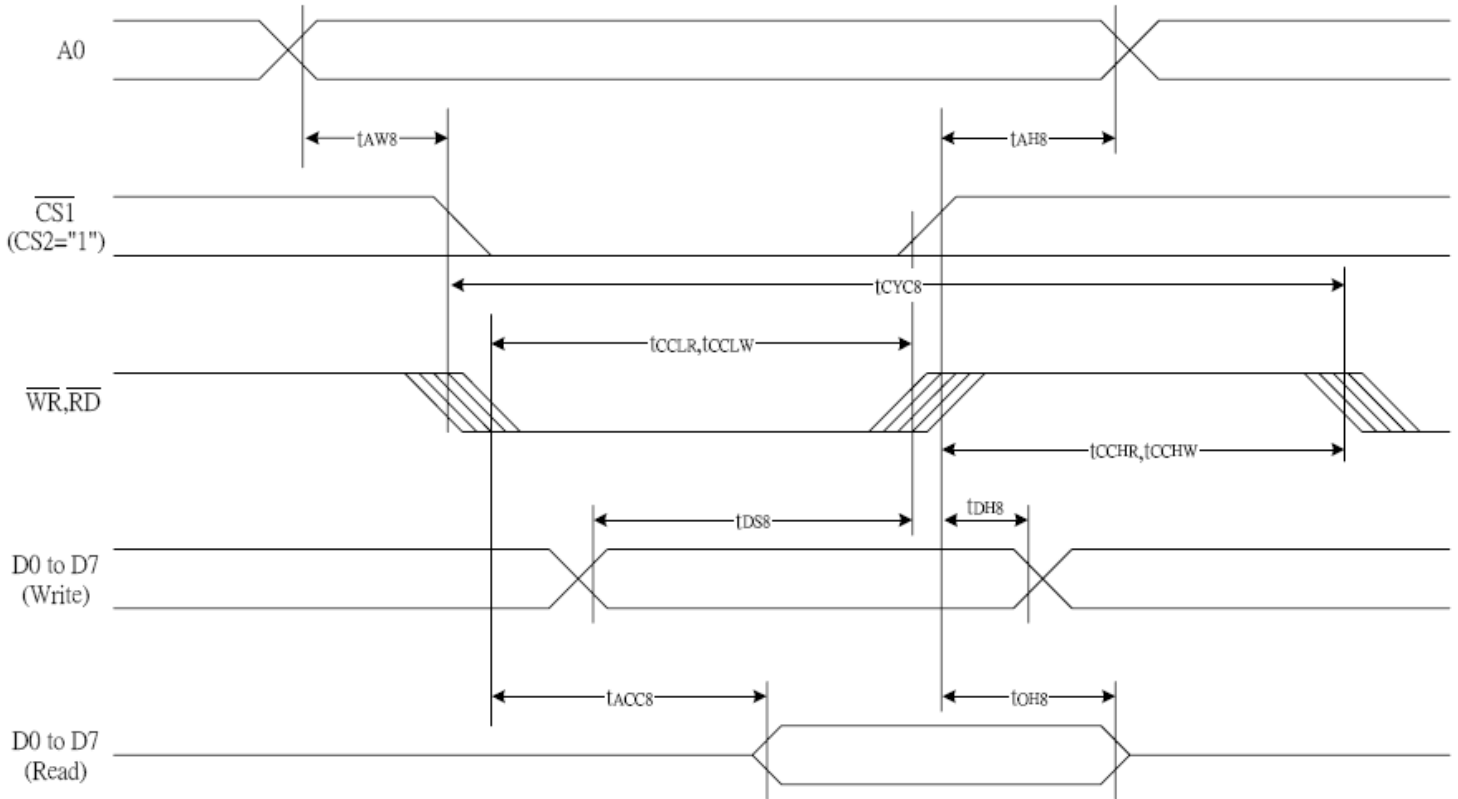 A0
tAW8
tAH8
CS1
(CS2="1")
tCYC8
tCCLR,tCCLW
WR,RD
tCCHR,tCCHW
tDS8
tDH8
D0 to D7
(Write)
tACC8
tOH8
D0 to D7
(Read)